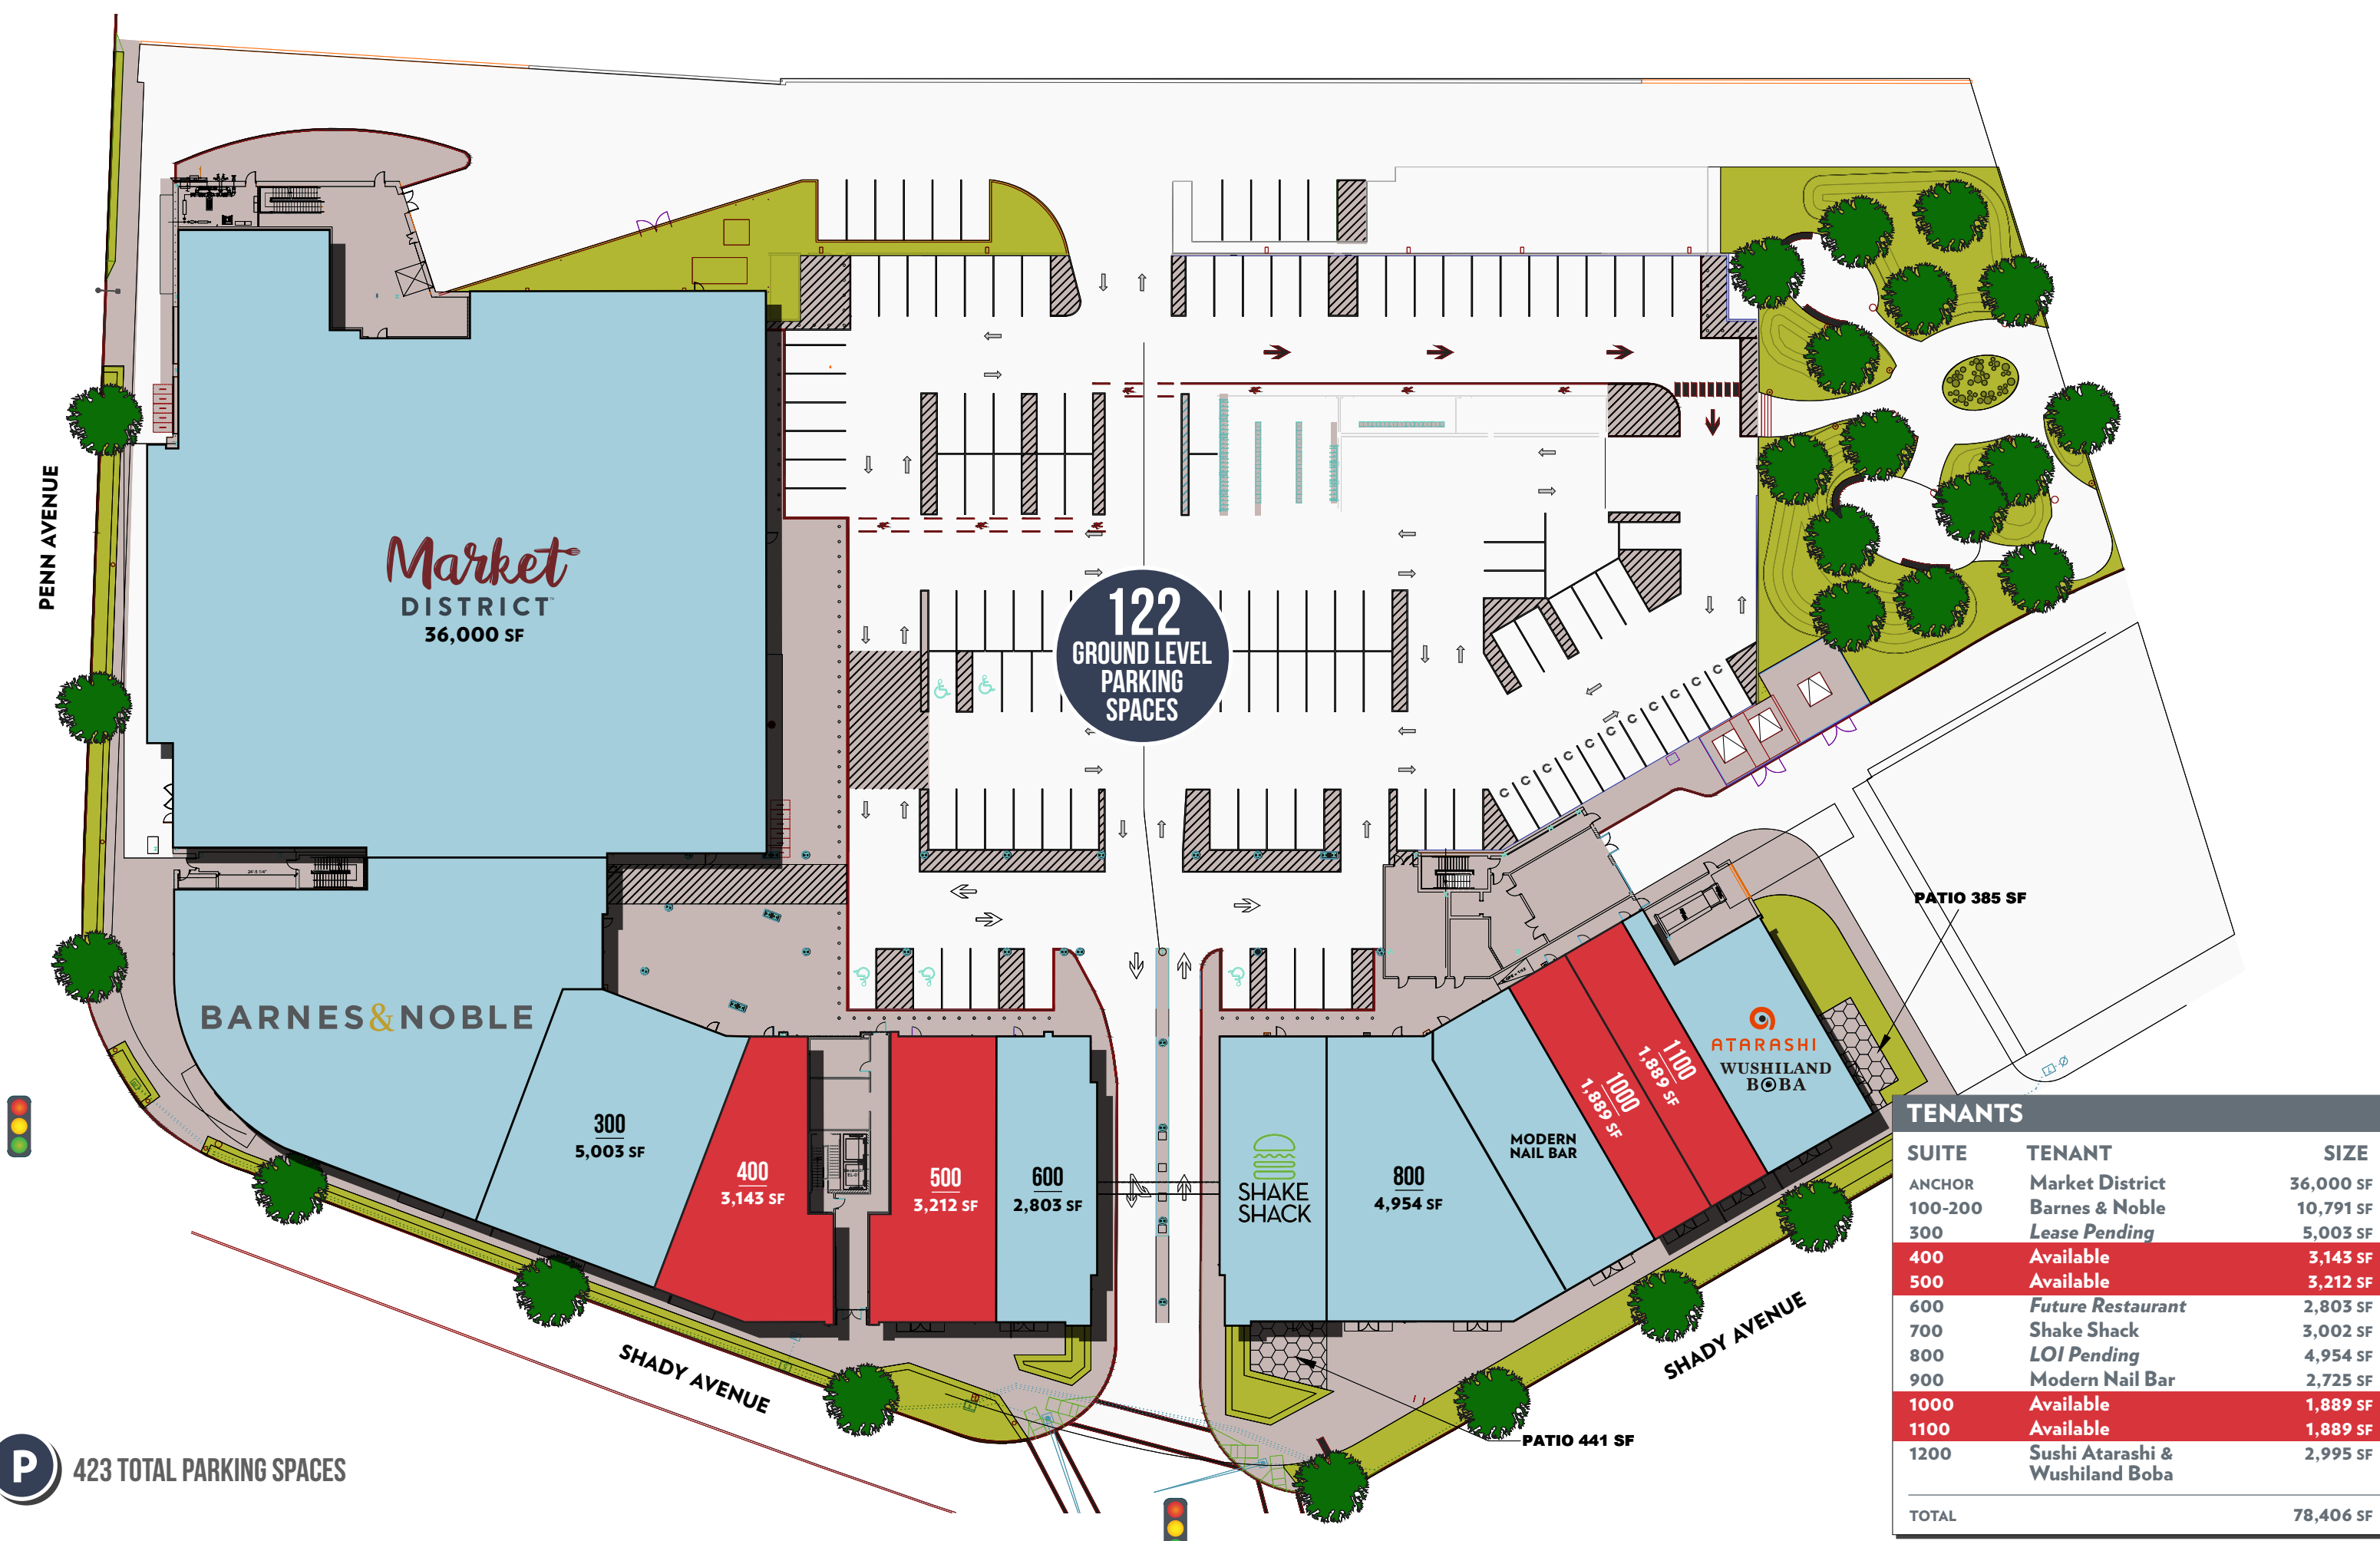 PENN AVENUE
Market
DISTRICT™
36,000 SF
122
GROUND LEVEL
PARKING
SPACES
C C C C C C C C C C C
BARNES&NOBLE
300
5,003 SF
400
3,143 SF
500
3,212 SF
600
2,803 SF
SHAKE
SHACK
800
4,954 SF
MODERN
NAIL BAR
1000
1,889 SF
1100
1,889 SF
ATARASHI
WUSHILAND
BOBA
PATIO 385 SF
PATIO 441 SF
SHADY AVENUE
SHADY AVENUE
P 423 TOTAL PARKING SPACES
TENANTS
SUITE TENANT SIZE
ANCHOR Market District 36,000 SF
100-200 Barnes & Noble 10,791 SF
300 Lease Pending 5,003 SF
400 Available 3,143 SF
500 Available 3,212 SF
600 Future Restaurant 2,803 SF
700 Shake Shack 3,002 SF
800 LOI Pending 4,954 SF
900 Modern Nail Bar 2,725 SF
1000 Available 1,889 SF
1100 Available 1,889 SF
1200 Sushi Atarashi & 2,995 SF
Wushiland Boba
TOTAL 78,406 SF